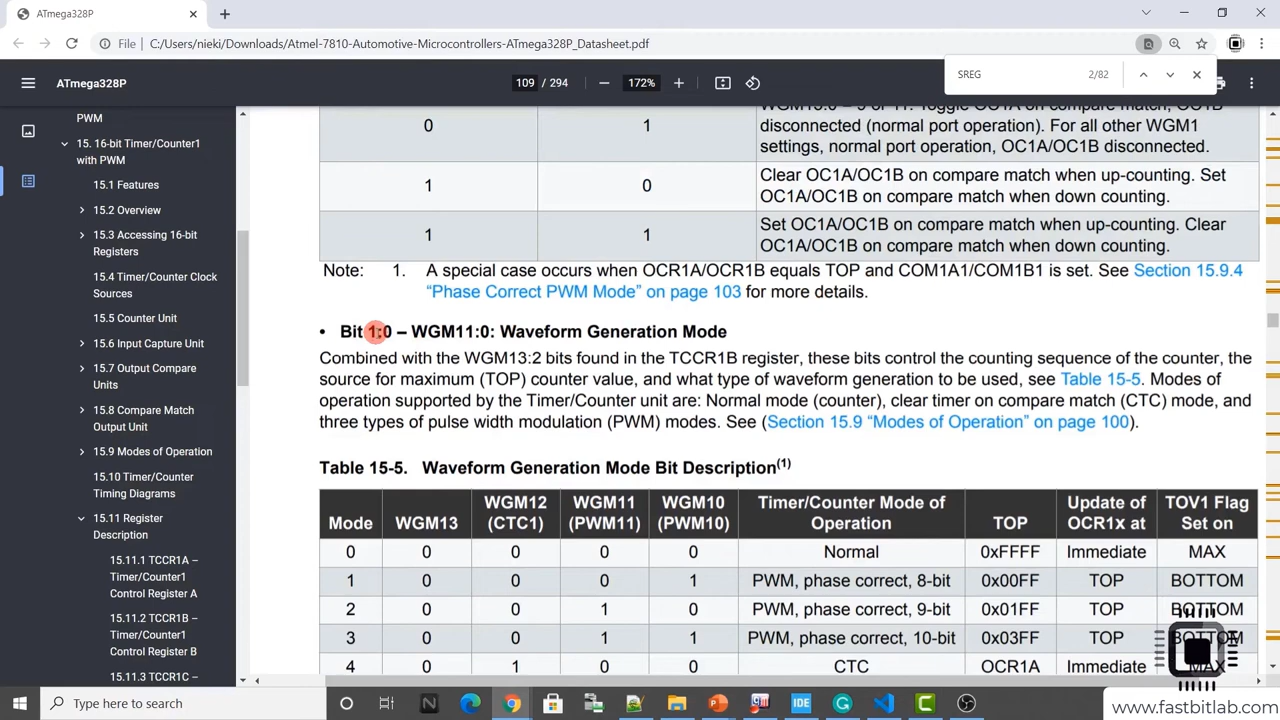 ATmega328P
File
C:/Users/nieki/Downloads/Atmel-7810-Automotive-Microcontrollers-ATmega328P_Datasheet.pdf
SREG
2/82
ATmega328P
109 / 294
172%
PWM
15. 16-bit Timer/Counter1
with PWM
15.1 Features
15.2 Overview
15.3 Accessing 16-bit
Registers
15.4 Timer/Counter Clock
Sources
15.5 Counter Unit
15.6 Input Capture Unit
15.7 Output Compare
Units
15.8 Compare Match
Output Unit
15.9 Modes of Operation
15.10 Timer/Counter
Timing Diagrams
15.11 Register
Description
15.11.1 TCCR1A –
Timer/Counter1
Control Register A
15.11.2 TCCR1B –
Timer/Counter1
Control Register B
15.11.3 TCCR1C –
0 1 disconnected (normal port operation). For all other WGM1
settings, normal port operation, OC1A/OC1B disconnected.
1 0 Clear OC1A/OC1B on compare match when up-counting. Set
OC1A/OC1B on compare match when down counting.
1 1 Set OC1A/OC1B on compare match when up-counting. Clear
OC1A/OC1B on compare match when down counting.
Note: 1. A special case occurs when OCR1A/OCR1B equals TOP and COM1A1/COM1B1 is set. See Section 15.9.4
“Phase Correct PWM Mode” on page 103 for more details.
• Bit 1:0 – WGM11:0: Waveform Generation Mode
Combined with the WGM13:2 bits found in the TCCR1B register, these bits control the counting sequence of the counter, the
source for maximum (TOP) counter value, and what type of waveform generation to be used, see Table 15-5. Modes of
operation supported by the Timer/Counter unit are: Normal mode (counter), clear timer on compare match (CTC) mode, and
three types of pulse width modulation (PWM) modes. See (Section 15.9 “Modes of Operation” on page 100).
Table 15-5. Waveform Generation Mode Bit Description(1)
Mode WGM13 WGM12 (CTC1) WGM11 (PWM11) WGM10 (PWM10) Timer/Counter Mode of Operation TOP Update of OCR1x at TOV1 Flag Set on
0 0 0 0 0 Normal 0xFFFF Immediate MAX
1 0 0 0 1 PWM, phase correct, 8-bit 0x00FF TOP BOTTOM
2 0 0 1 0 PWM, phase correct, 9-bit 0x01FF TOP BOTTOM
3 0 0 1 1 PWM, phase correct, 10-bit 0x03FF TOP BOTTOM
4 0 1 0 0 CTC OCR1A Immediate MAX
Type here to search
IDE
www.fastbitlab.com